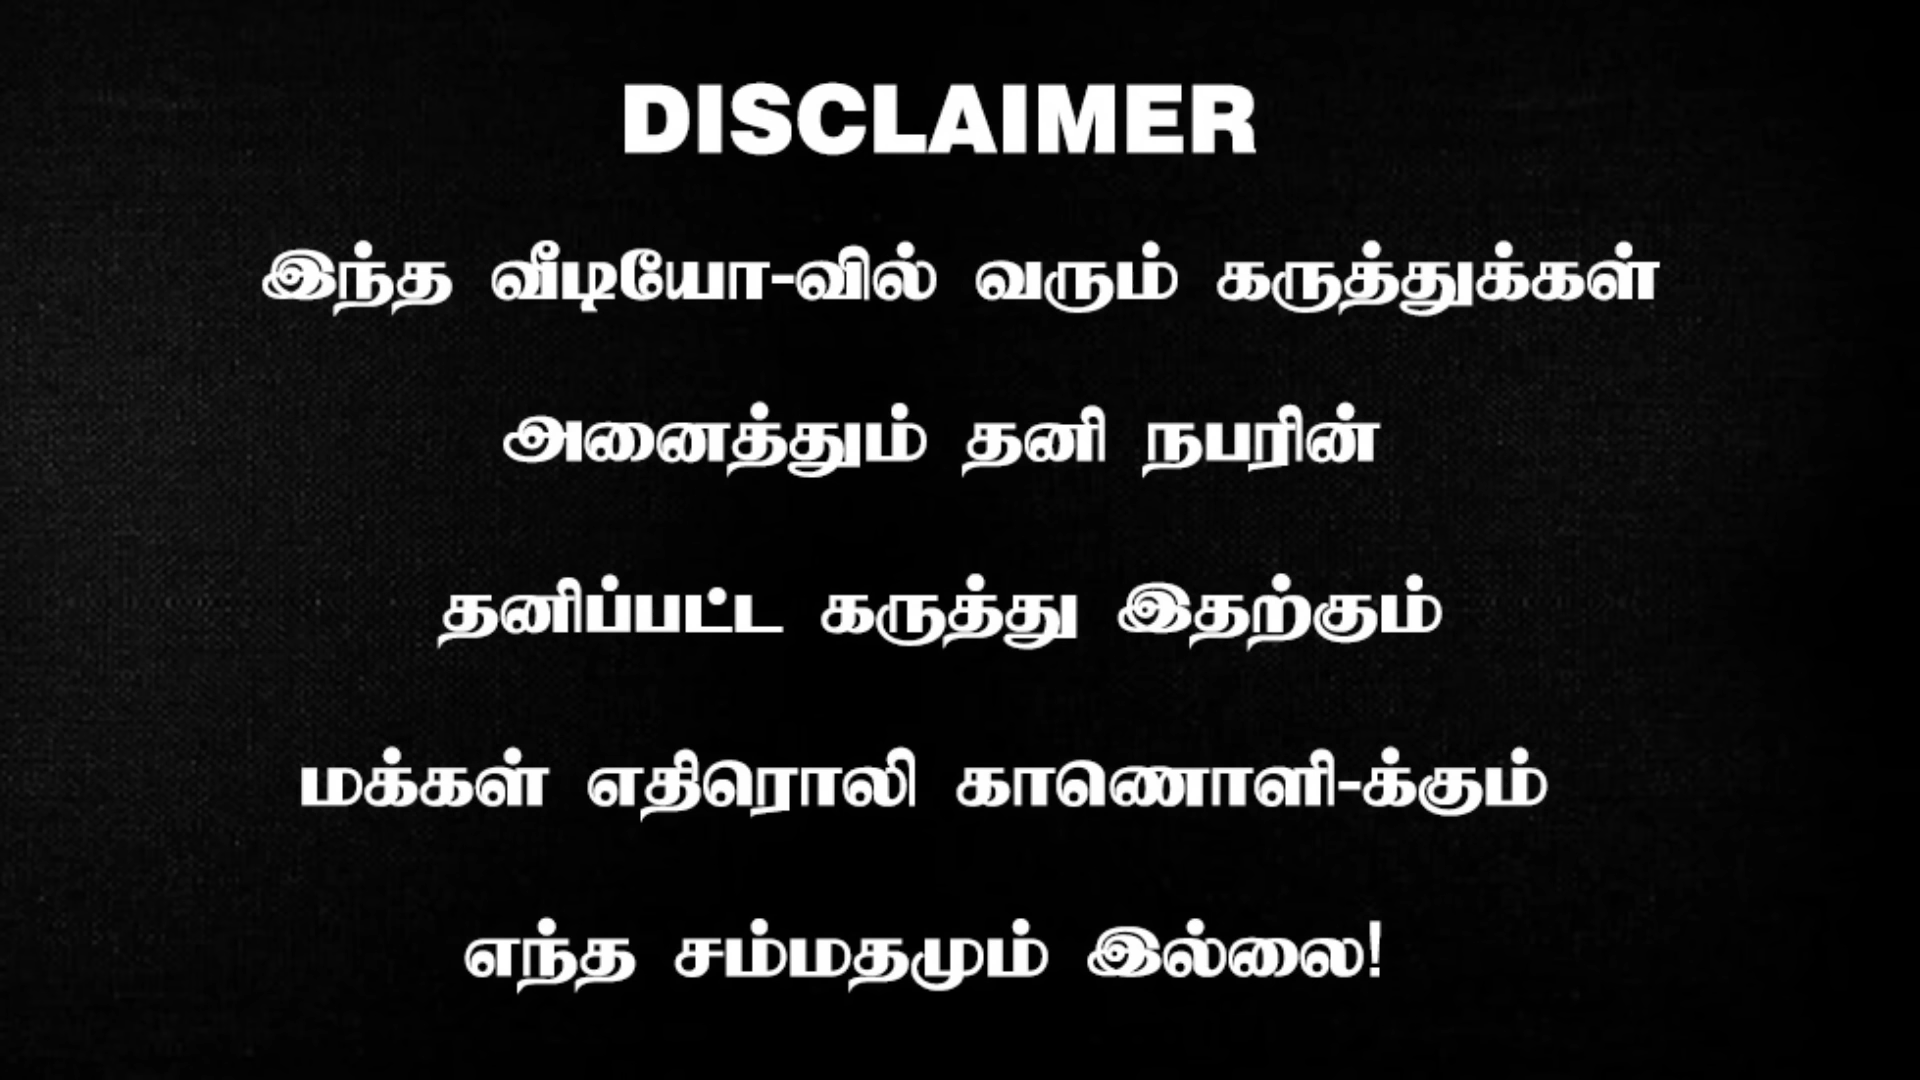 DISCLAIMER
இந்த வீடியோ-வில் வரும் கருத்துக்கள்
அனைத்தும் தனி நபரின்
தனிப்பட்ட கருத்து இதற்கும்
மக்கள் எதிரொலி காணொளி-க்கும்
எந்த சம்மதமும் இல்லை!